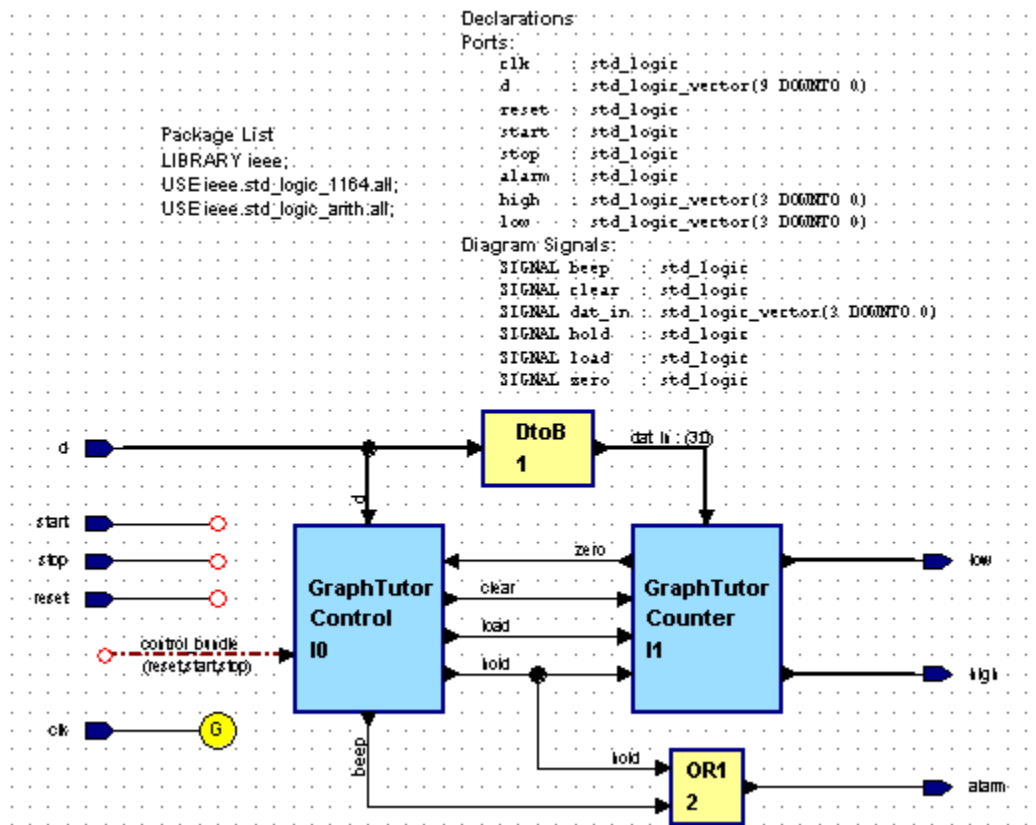 Declarations
Ports:
clk : std_logic
d : std_logic_vector(9 DOWNTO 0)
reset : std_logic
start : std_logic
stop : std_logic
alarm : std_logic
high : std_logic_vector(3 DOWNTO 0)
low : std_logic_vector(3 DOWNTO 0)
Diagram Signals:
SIGNAL beep : std_logic
SIGNAL clear : std_logic
SIGNAL dat_in : std_logic_vector(3 DOWNTO 0)
SIGNAL hold : std_logic
SIGNAL load : std_logic
SIGNAL zero : std_logic
Package List
LIBRARY ieee;
USE ieee.std_logic_1164.all;
USE ieee.std_logic_arith.all;
d
DtoB
1
dat_in : (3:0)
d
start
stop
reset
control_bundle
(reset,start,stop)
clk
G
GraphTutor
Control
I0
zero
clear
load
hold
GraphTutor
Counter
I1
low
high
beep
hold
OR1
2
alarm